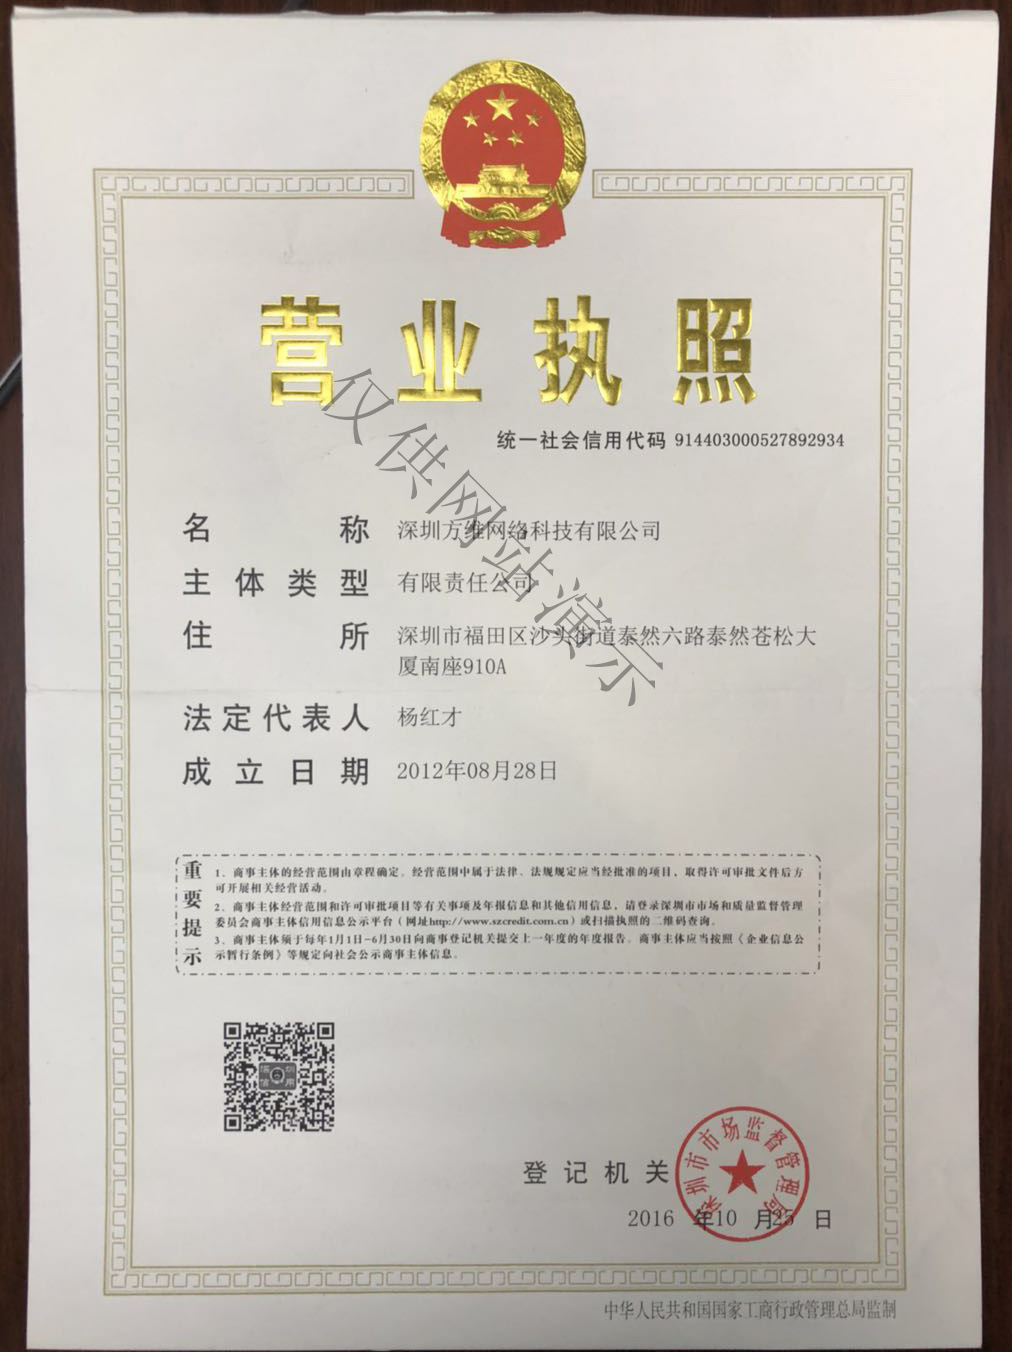 营业执照
统一社会信用代码 914403000527892934
名称 深圳方维网络科技有限公司
主体类型 有限责任公司
住所 深圳市福田区沙头街道泰然六路泰然苍松大
厦南座910A
法定代表人 杨红才
成立日期 2012年08月28日
仅供网站演示
重要提示
1、商事主体的经营范围由章程确定。经营范围中属于法律、法规规定应当经批准的项目，取得许可审批文件后方
可开展相关经营活动。
2、商事主体经营范围和许可审批项目等有关事项及年报信息和其他信用信息，请登录深圳市市场和质量监督管理
委员会商事主体信用信息公示平台（网址http://www.szcredit.com.cn）或扫描执照的二维码查询。
3、商事主体须于每年1月1日-6月30日向商事登记机关提交上一年度的年度报告。商事主体应当按照《企业信息公
示暂行条例》等规定向社会公示商事主体信息。
登记机关
深圳市市场监督管理局
2016 年10 月25 日
中华人民共和国国家工商行政管理总局监制